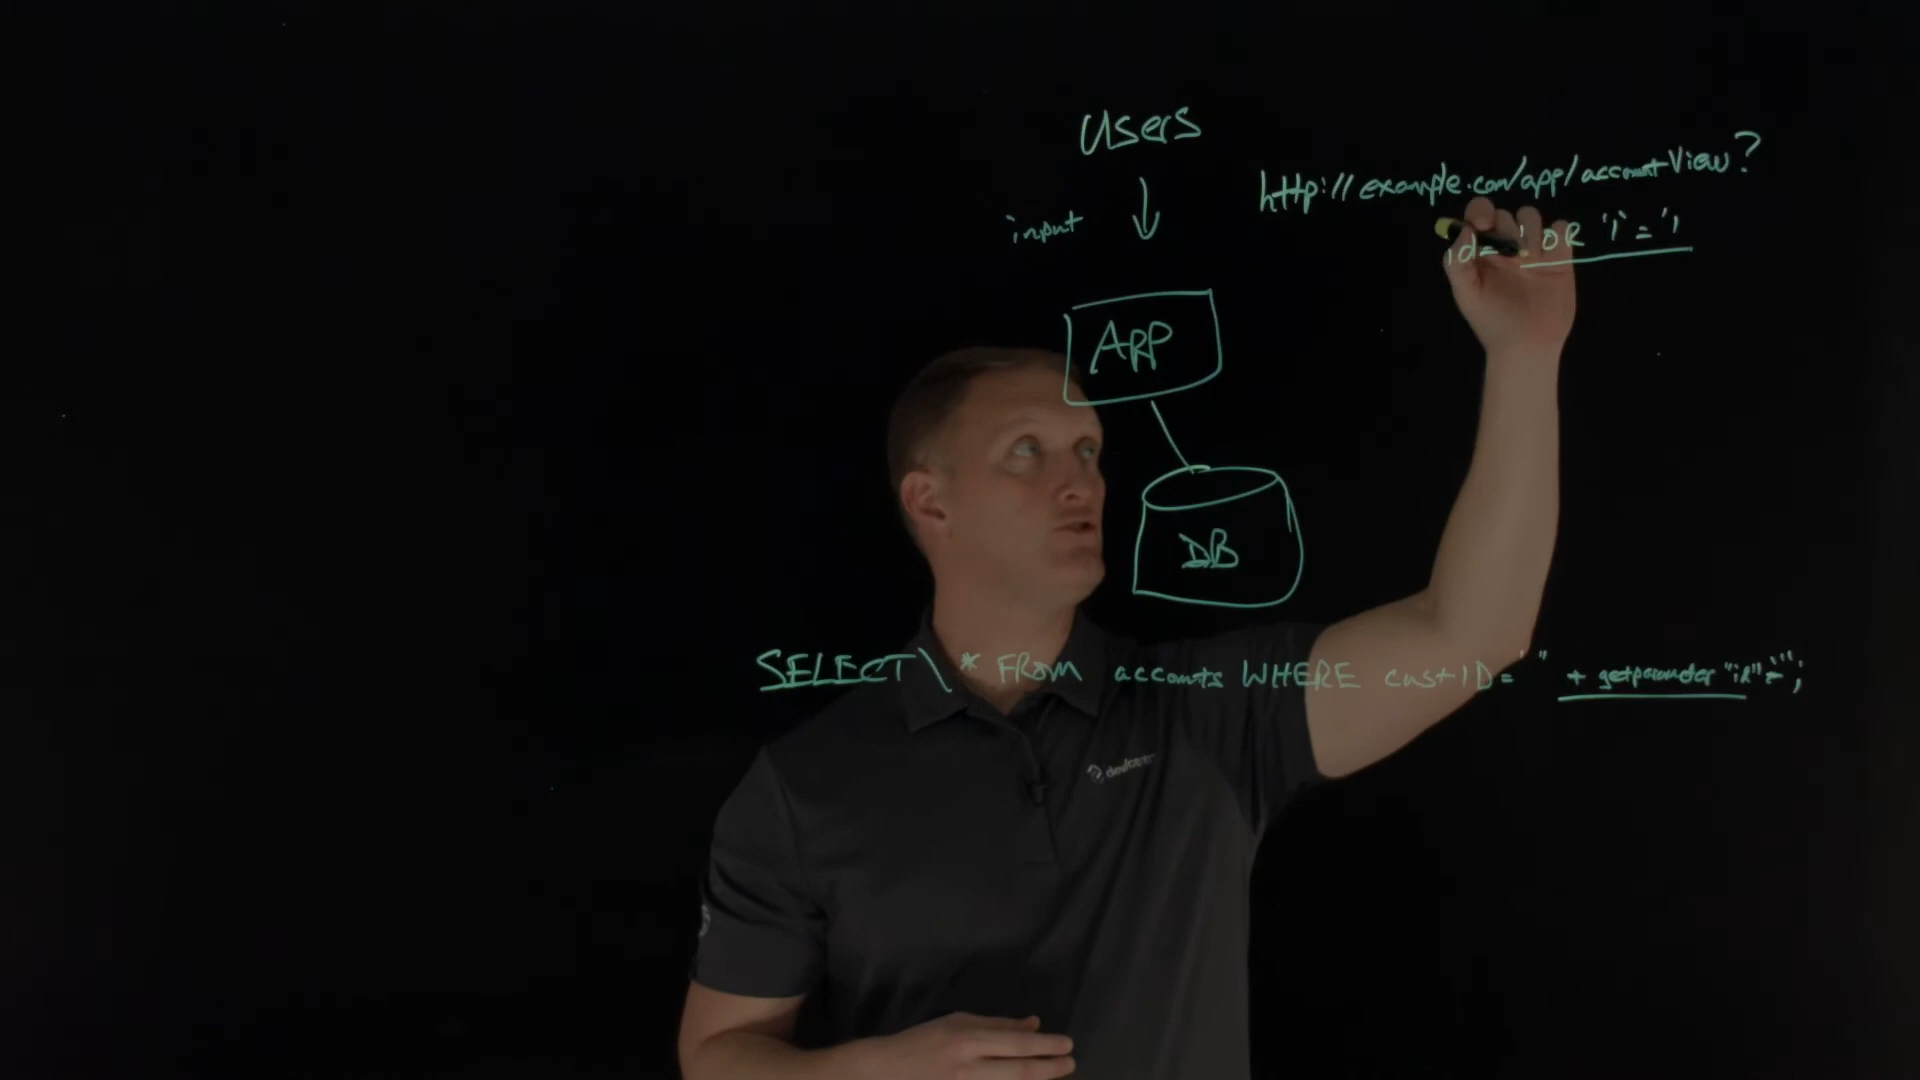 Users
http://example.com/app/accountView?
input
id= ' OR '1' = '1
APP
DB
SELECT \ * FROM accounts WHERE custID= ' " + getparameter "id" + "'";